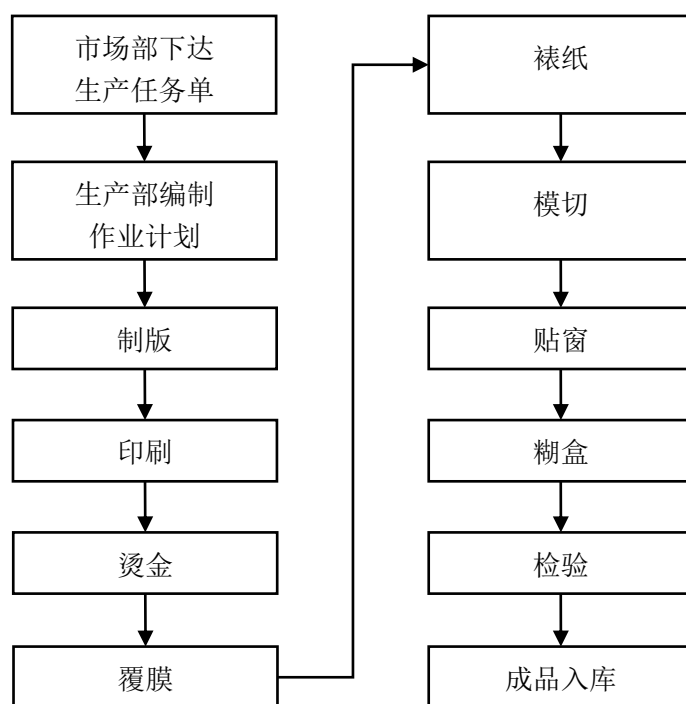 市场部下达
生产任务单
生产部编制
作业计划
制版
印刷
烫金
覆膜
裱纸
模切
贴窗
糊盒
检验
成品入库